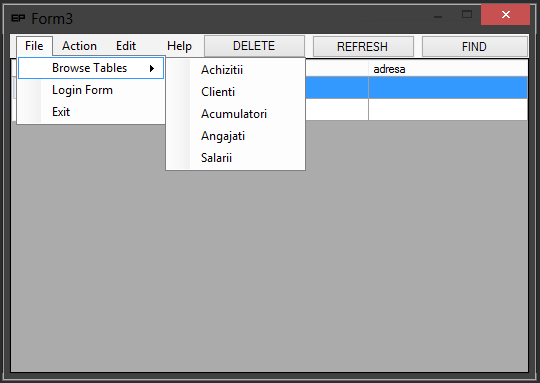 EP Form3
File Action Edit Help DELETE REFRESH FIND
adresa
Browse Tables
Login Form
Exit
Achizitii
Clienti
Acumulatori
Angajati
Salarii